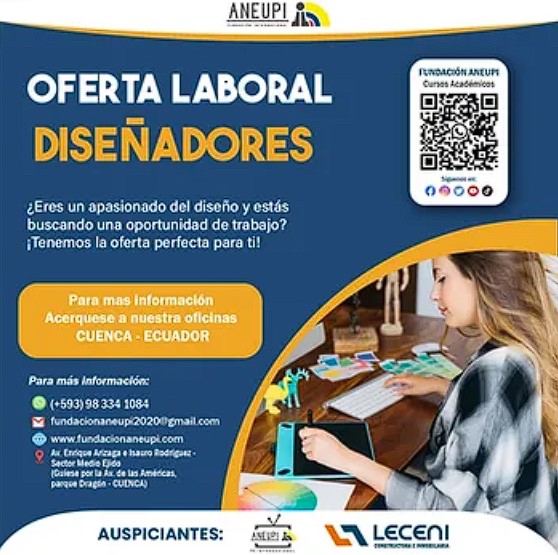 ANEUPI
OFERTA LABORAL
DISEÑADORES
FUNDACIÓN ANEUPI
Cursos Académicos
Síguenos en:
¿Eres un apasionado del diseño y estás
buscando una oportunidad de trabajo?
¡Tenemos la oferta perfecta para ti!
Para mas información
Acerquese a nuestra oficinas
CUENCA - ECUADOR
Para más información:
(+593) 98 334 1084
fundacionaneupi2020@gmail.com
www.fundacionaneupi.com
Av. Enrique Arizaga e Isauro Rodriguez -
Sector Medio Ejido
(Guiese por la Av. de las Américas,
parque Dragón - CUENCA)
AUSPICIANTES:
ANEUPI
TV INTERNACIONAL
LECENI
CONSTRUCTORA E INMOBILIARIA